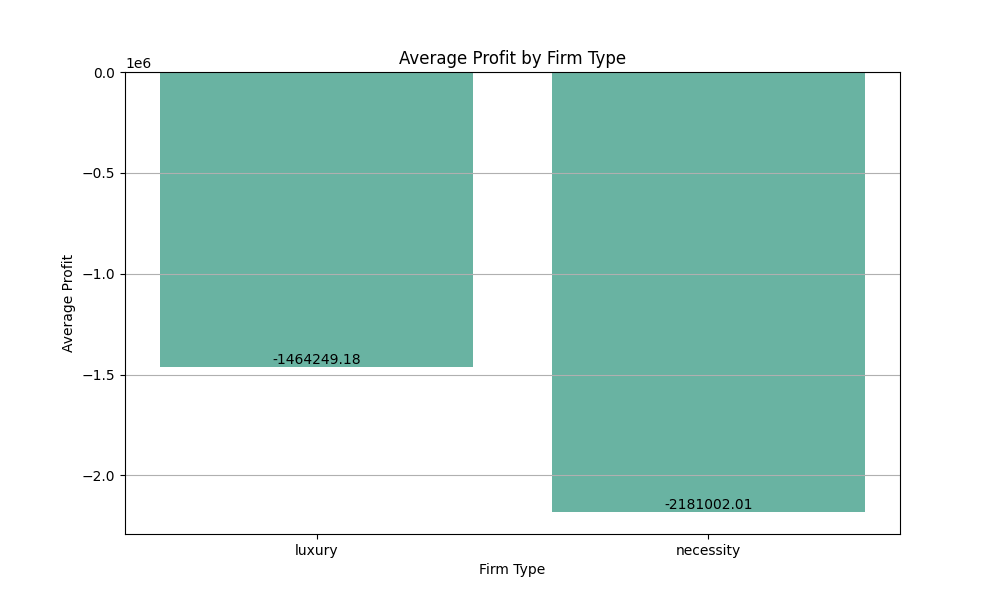 Average Profit by Firm Type
1e6
0.0
−0.5
−1.0
−1.5
−2.0
Average Profit
-1464249.18
-2181002.01
luxury
necessity
Firm Type